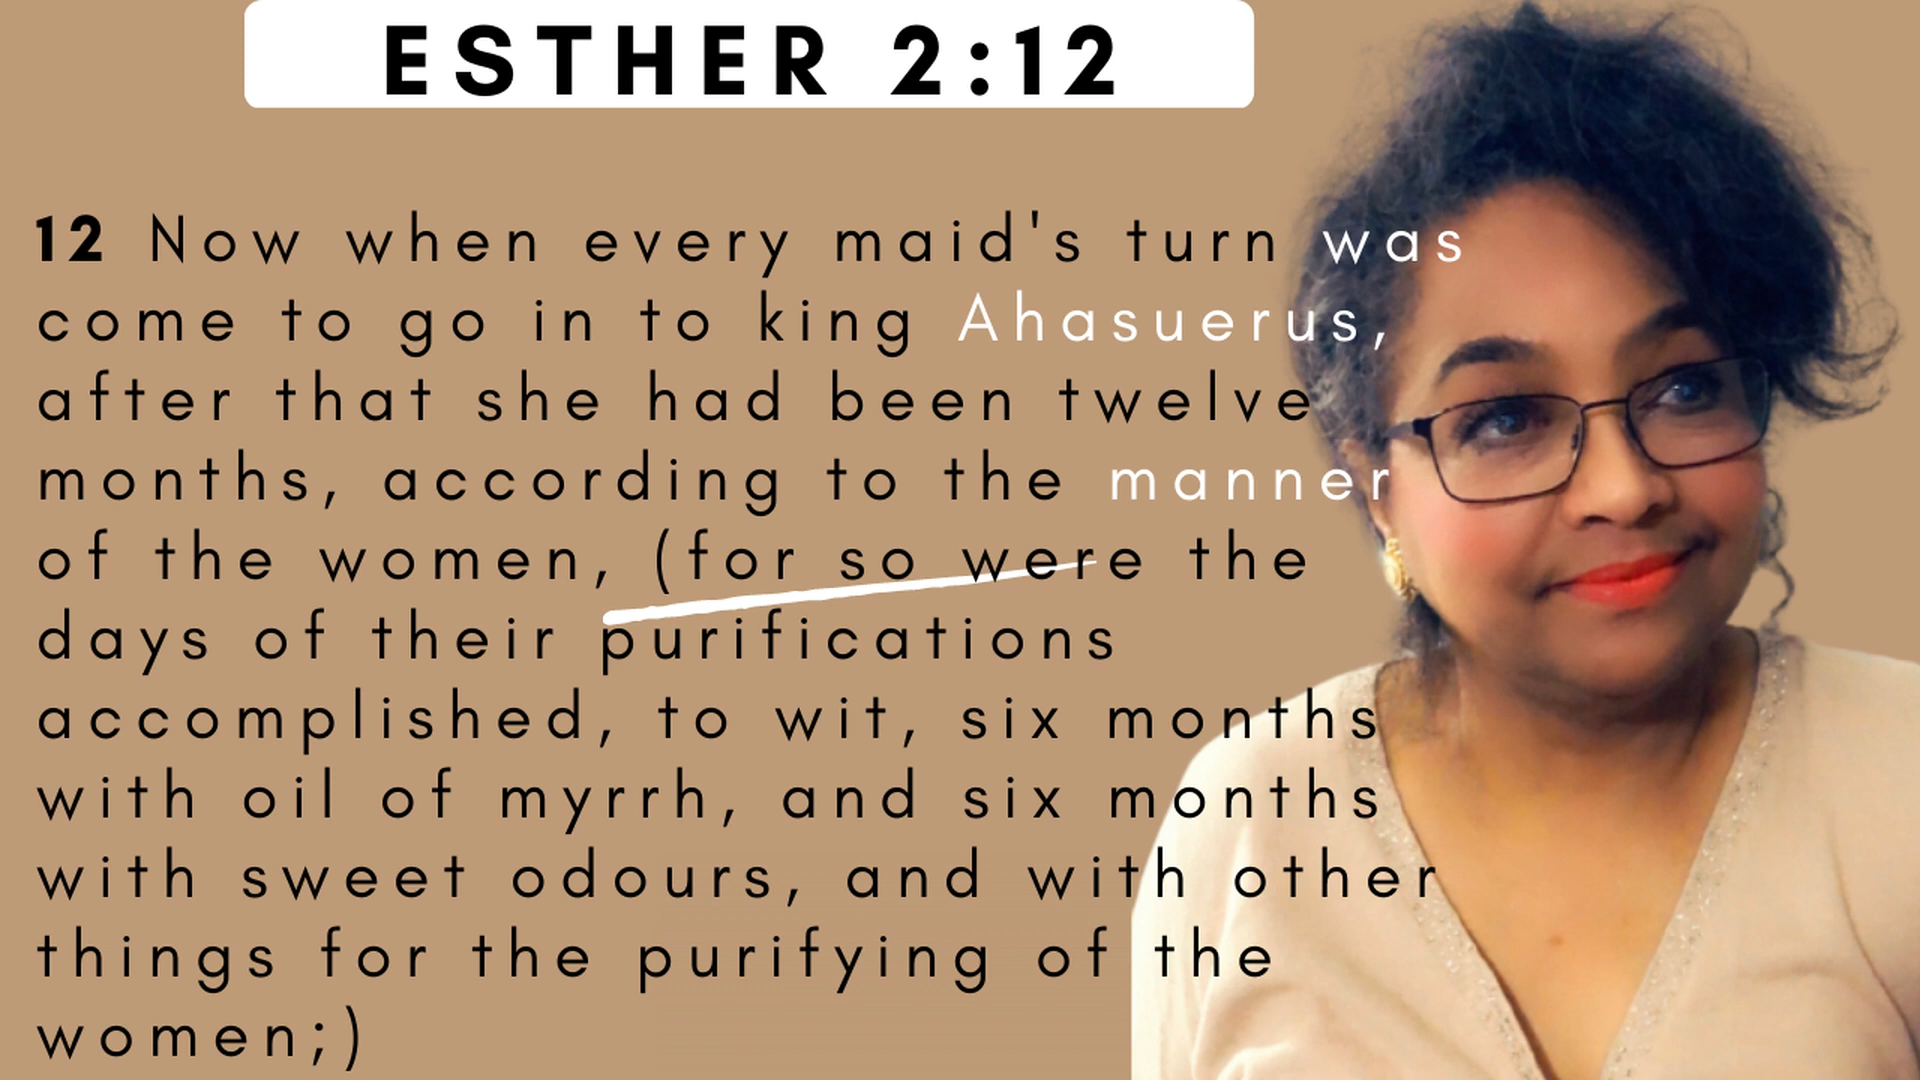 ESTHER 2:12
12 Now when every maid's turn was
come to go in to king Ahasuerus,
after that she had been twelve
months, according to the manner
of the women, (for so were the
days of their purifications
accomplished, to wit, six months
with oil of myrrh, and six months
with sweet odours, and with other
things for the purifying of the
women;)